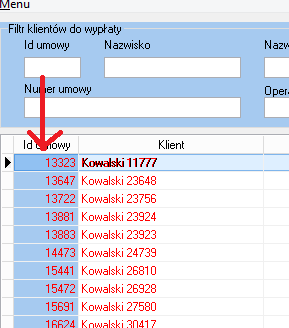 Menu
Filtr klientów do wypłaty
Id umowy Nazwisko Nazw
Numer umowy Opera
Id umowy Klient
13323 Kowalski 11777
13647 Kowalski 23648
13722 Kowalski 23756
13881 Kowalski 23924
13883 Kowalski 23923
14473 Kowalski 24739
15441 Kowalski 26810
15472 Kowalski 26928
15691 Kowalski 27580
16624 Kowalski 30417